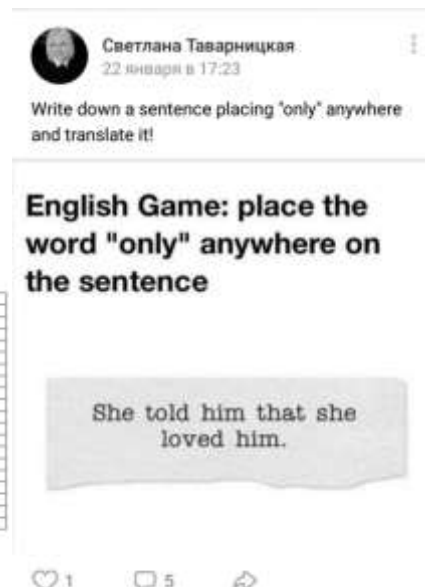 Светлана Таварницкая
22 января в 17:23
Write down a sentence placing "only" anywhere
and translate it!
English Game: place the
word "only" anywhere on
the sentence
She told him that she
loved him.
1 5